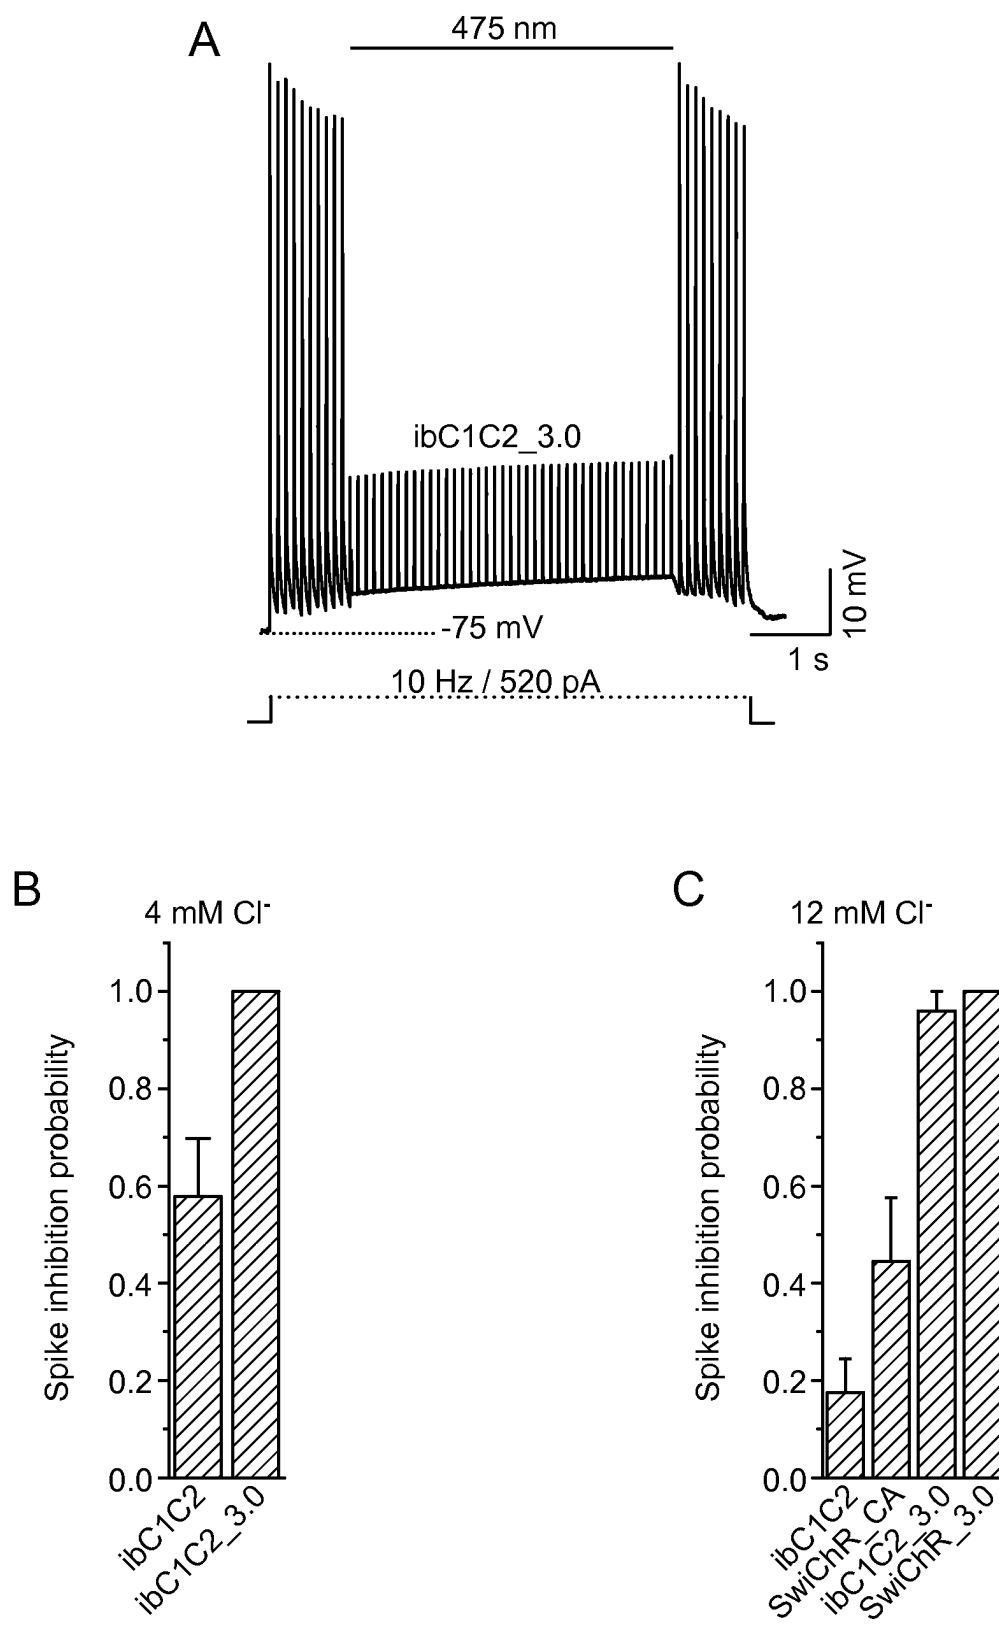 A
475 nm
ibC1C2_3.0
-75 mV
10 mV
1 s
10 Hz / 520 pA
B
4 mM Cl-
Spike inhibition probability
1.0
0.8
0.6
0.4
0.2
0.0
ibC1C2
ibC1C2_3.0
C
12 mM Cl-
Spike inhibition probability
1.0
0.8
0.6
0.4
0.2
0.0
ibC1C2
SwiChR_CA
ibC1C2_3.0
SwiChR_3.0